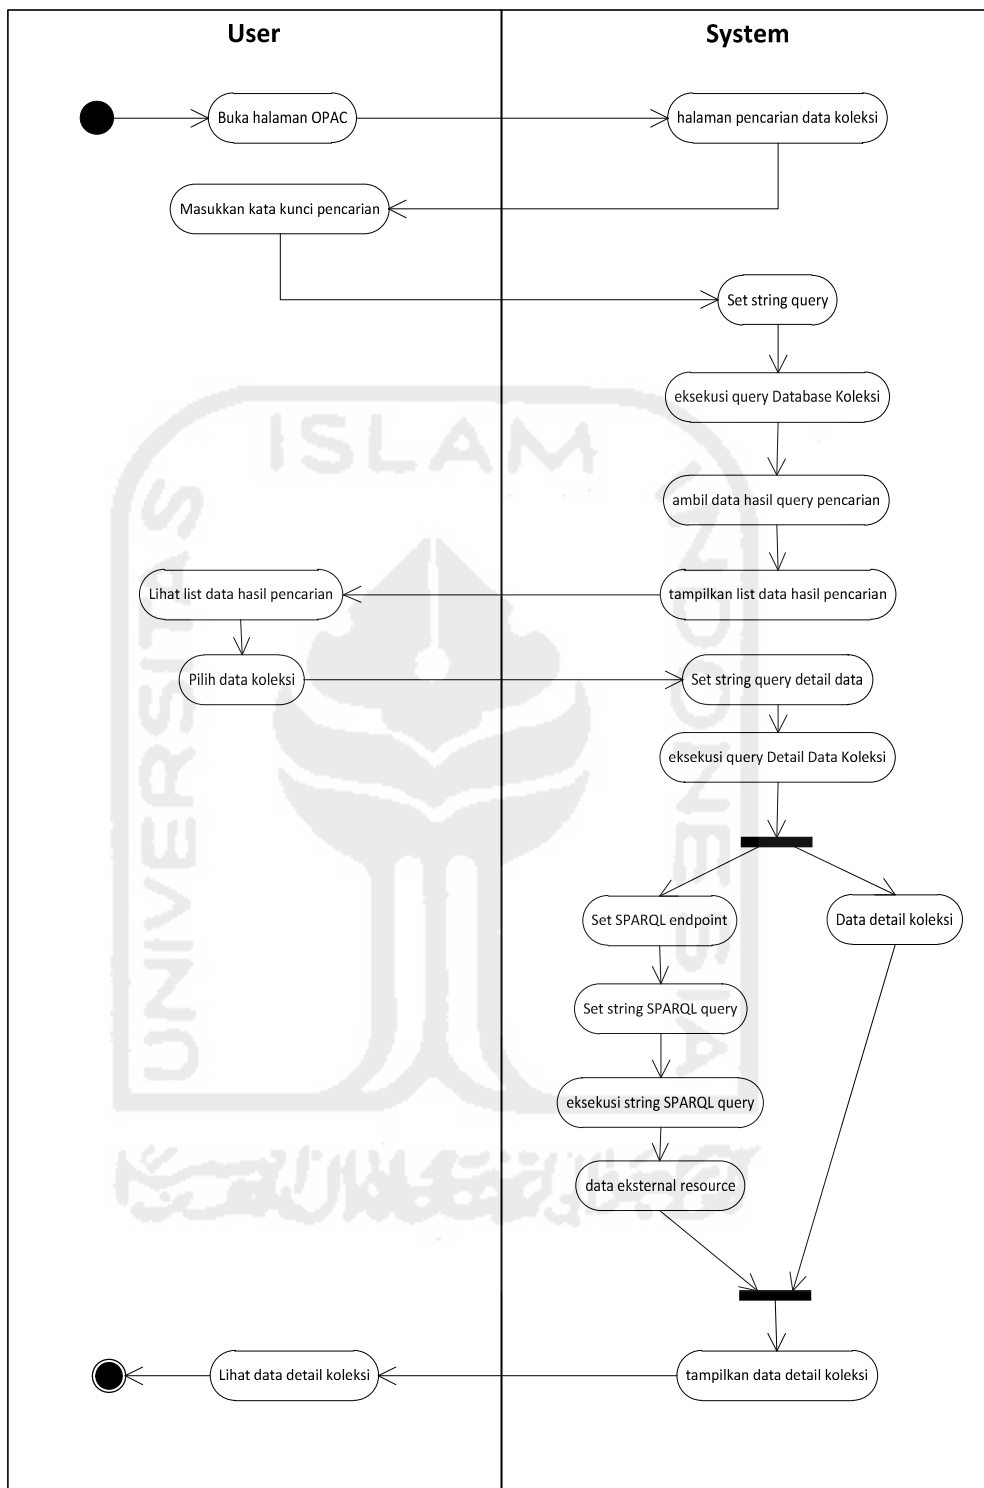 User
System
Buka halaman OPAC
halaman pencarian data koleksi
Masukkan kata kunci pencarian
Set string query
eksekusi query Database Koleksi
ambil data hasil query pencarian
Lihat list data hasil pencarian
tampilkan list data hasil pencarian
Pilih data koleksi
Set string query detail data
eksekusi query Detail Data Koleksi
Set SPARQL endpoint
Data detail koleksi
Set string SPARQL query
eksekusi string SPARQL query
data eksternal resource
Lihat data detail koleksi
tampilkan data detail koleksi
UNIVERSITAS
ISLAM
INDONESIA